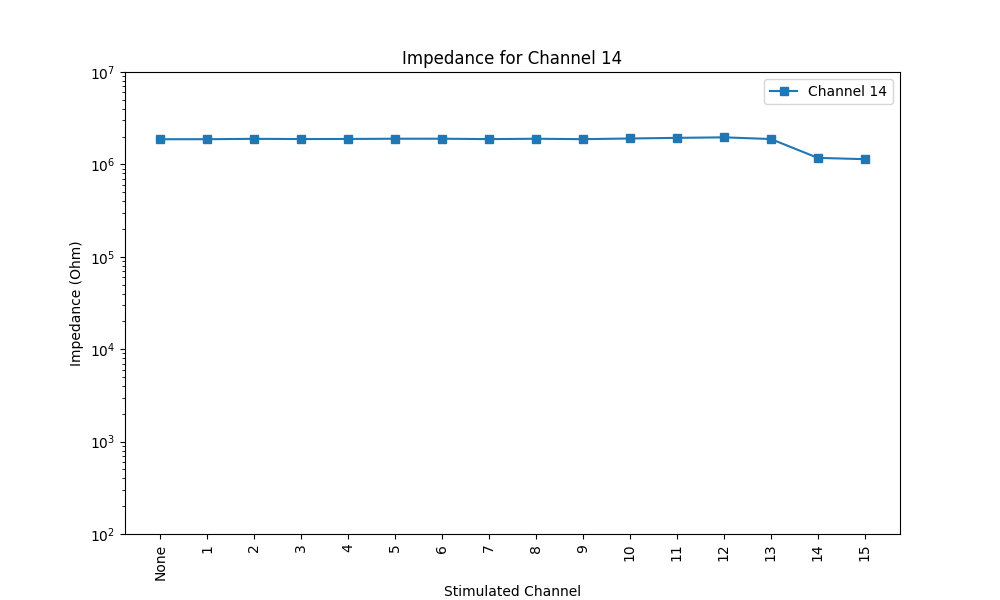 Impedance for Channel 14
Channel 14
Impedance (Ohm)
10⁷
10⁶
10⁵
10⁴
10³
10²
None 1 2 3 4 5 6 7 8 9 10 11 12 13 14 15
Stimulated Channel